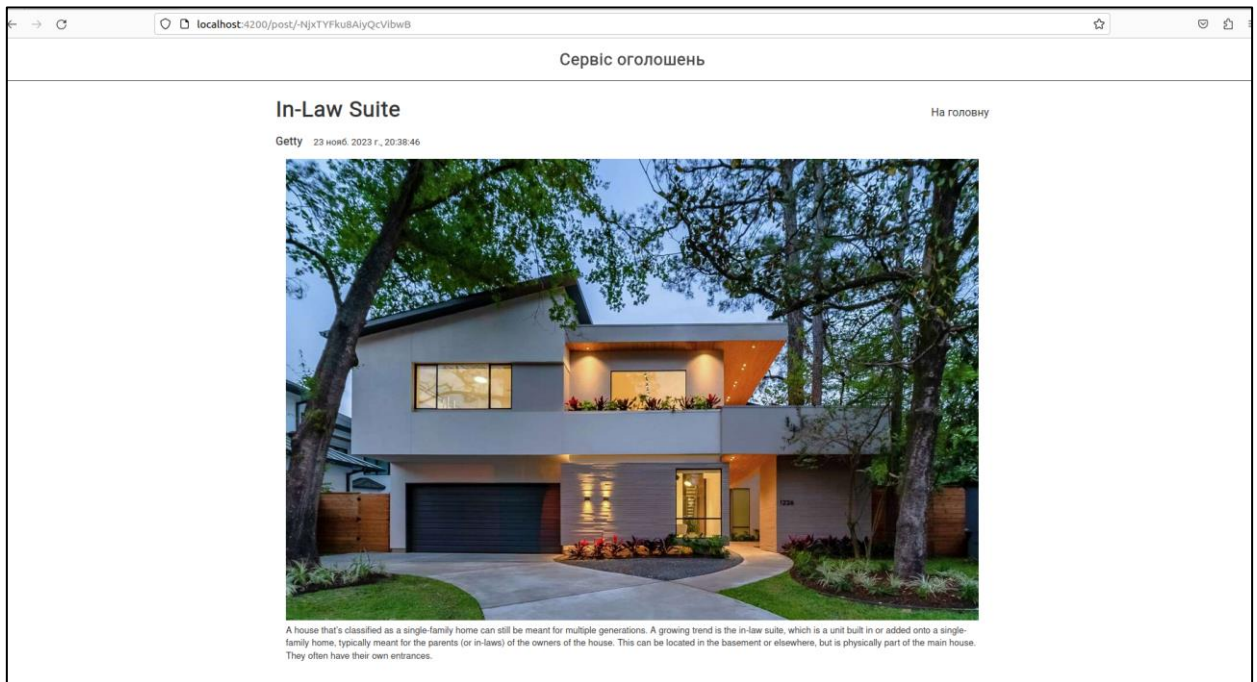 localhost:4200/post/-NjxTYFku8AiyQcVibwB
Сервіс оголошень
In-Law Suite
На головну
Getty 23 нояб. 2023 г., 20:38:46
1226
A house that's classified as a single-family home can still be meant for multiple generations. A growing trend is the in-law suite, which is a unit built in or added onto a single-
family home, typically meant for the parents (or in-laws) of the owners of the house. This can be located in the basement or elsewhere, but is physically part of the main house.
They often have their own entrances.